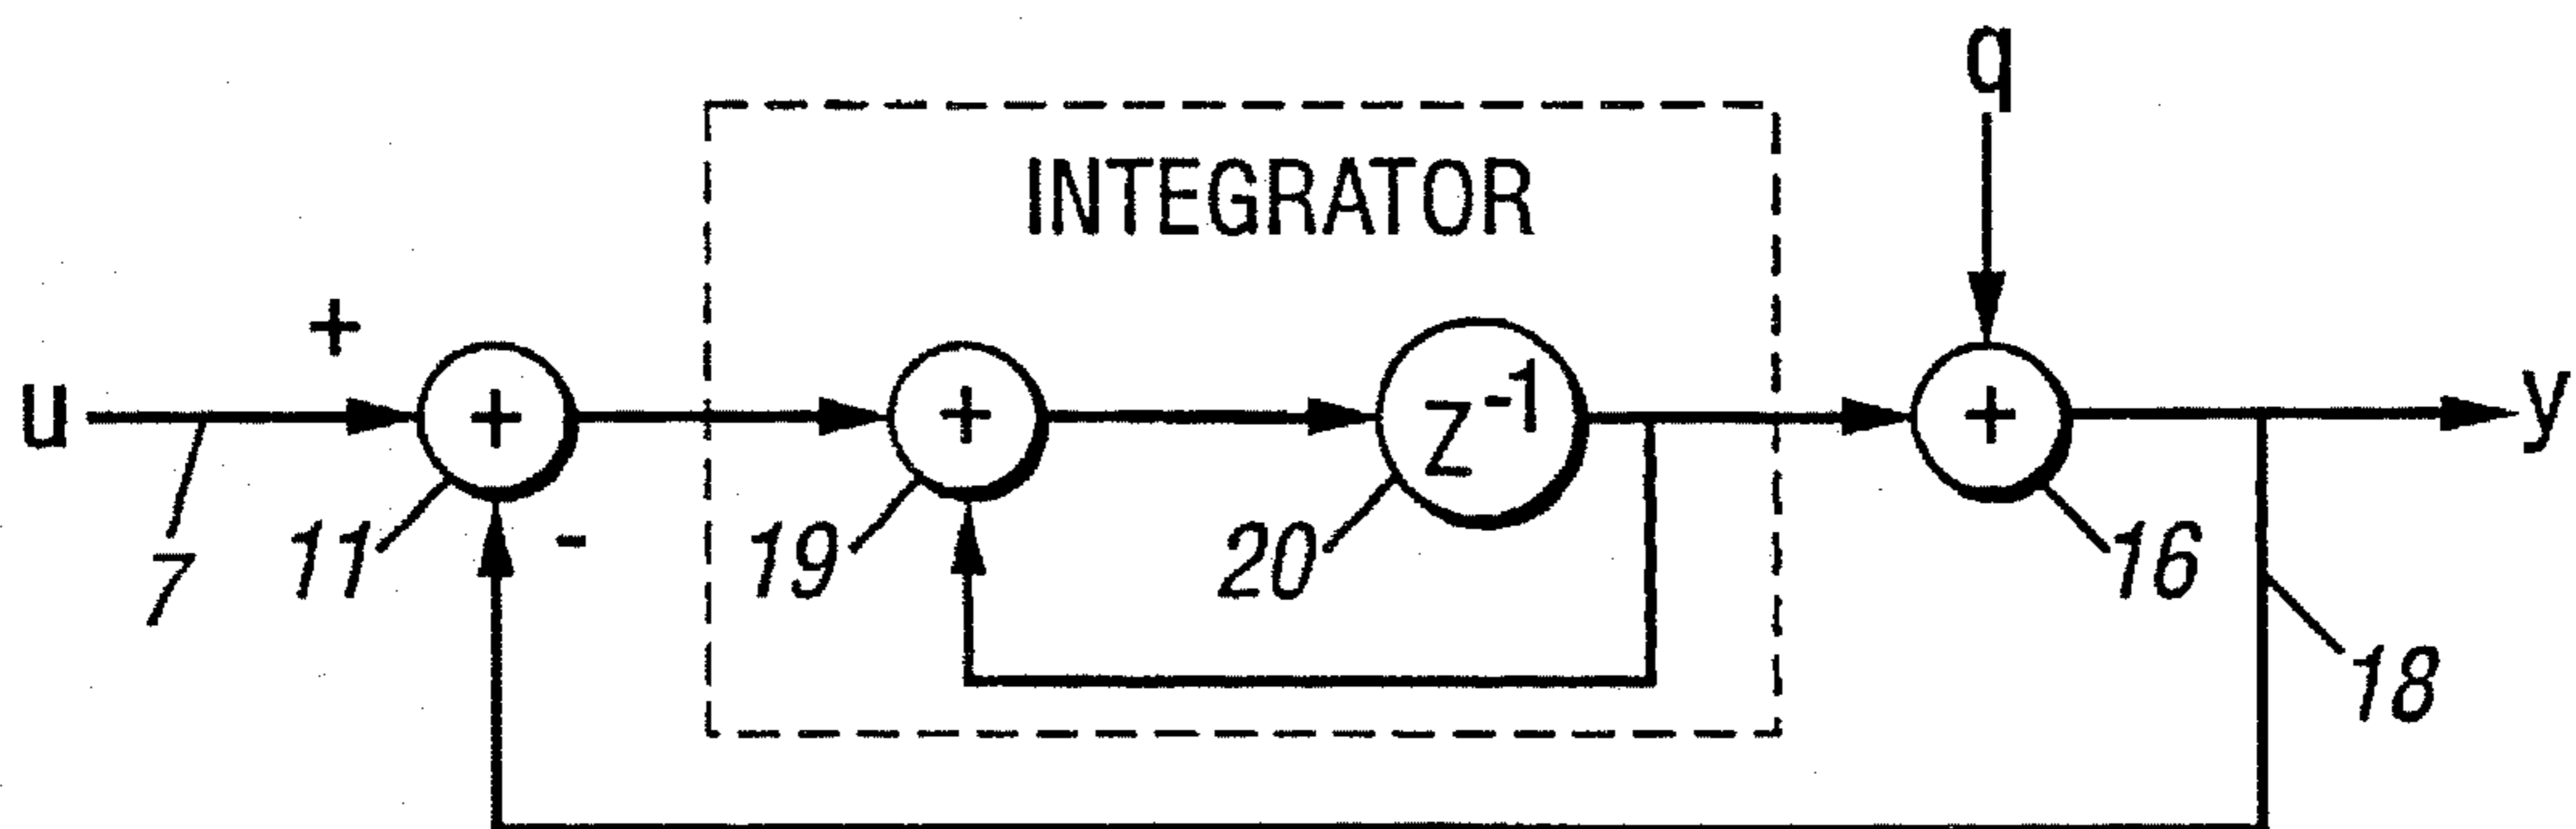 q
INTEGRATOR
+
u + + Z⁻¹ + y
7 11 - 19 20 16
18